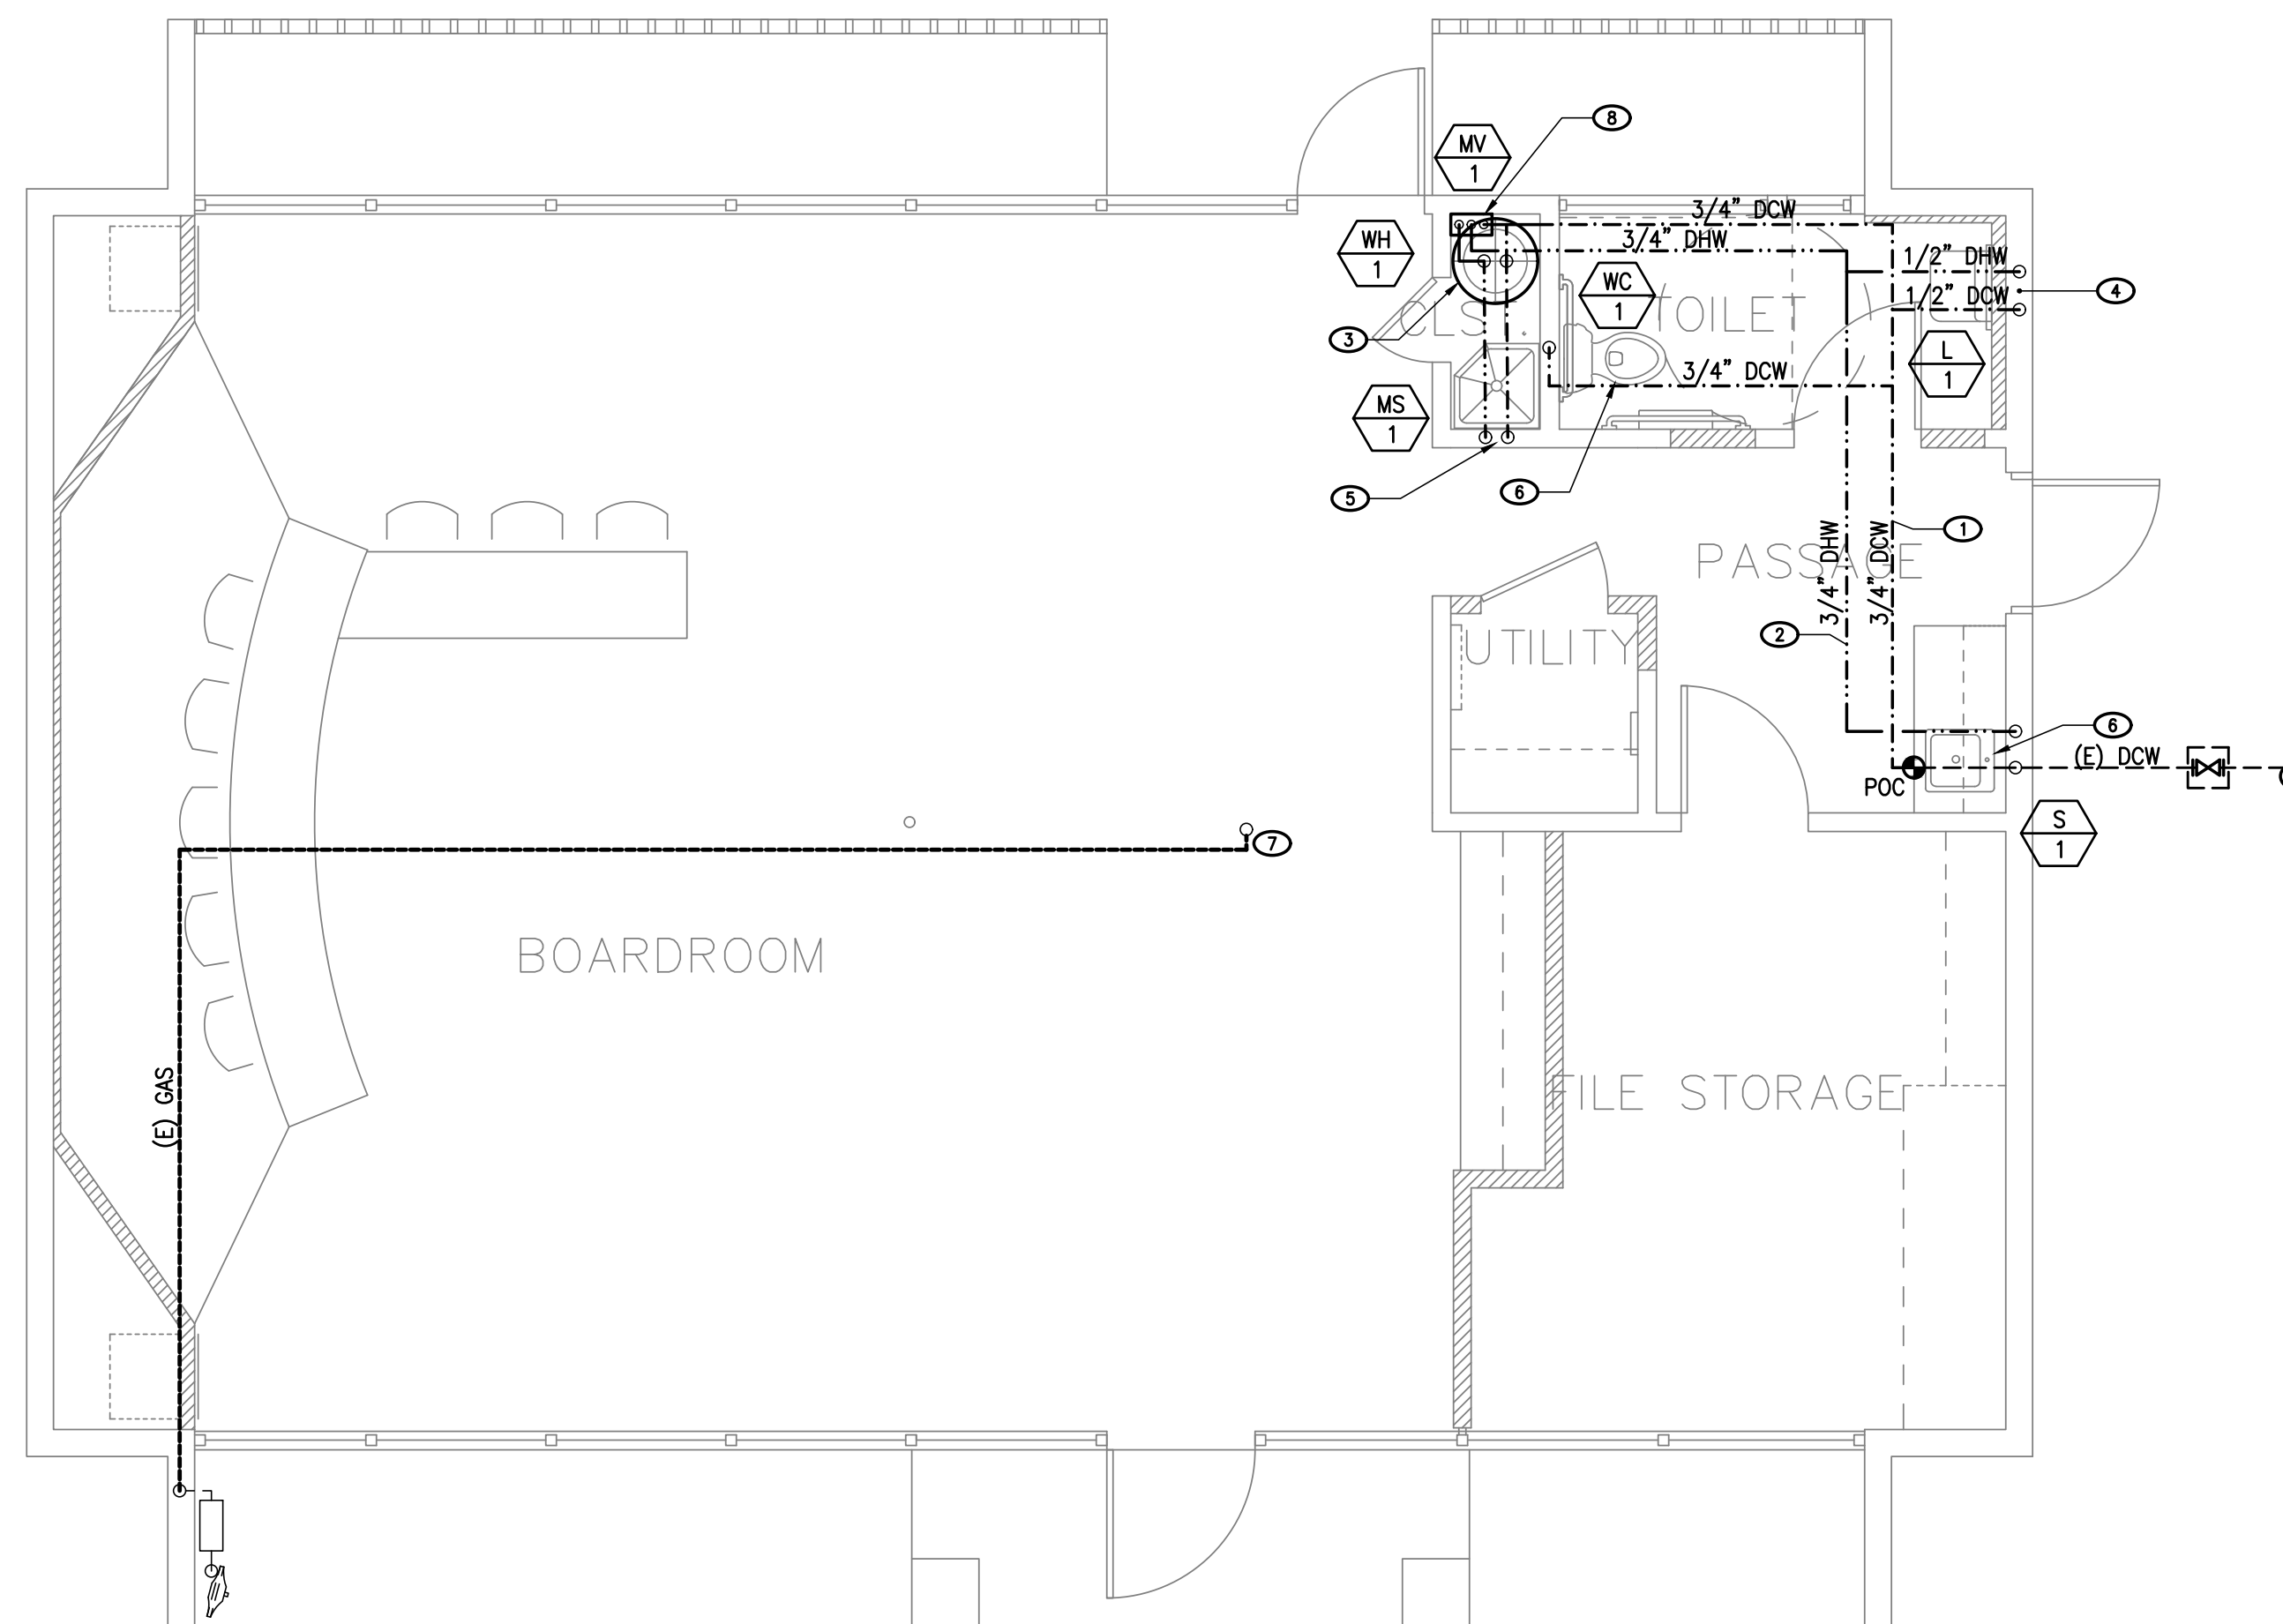 8
MV
1
3/4" DCW
3/4" DHW
WH
1
1/2" DHW
WC
1
4
1/2" DCW
CLST
TOILET
3
L
1
3/4" DCW
MS
1
5
6
1
3/4" DHW
3/4" DCW
PASSAGE
2
UTILITY
6
(E) DCW
POC
S
1
7
BOARDROOM
(E) GAS
FILE STORAGE